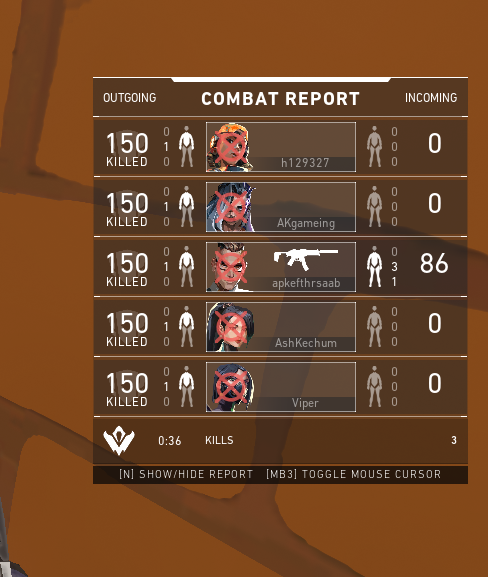 OUTGOING COMBAT REPORT INCOMING
150 KILLED 0 1 0 h129327 0 0 0 0
150 KILLED 0 1 0 AKgameing 0 0 0 0
150 KILLED 0 1 0 apkefthrsaab 0 3 1 86
150 KILLED 0 1 0 AshKechum 0 0 0 0
150 KILLED 0 1 0 Viper 0 0 0 0
0:36 KILLS 3
[N] SHOW/HIDE REPORT [MB3] TOGGLE MOUSE CURSOR